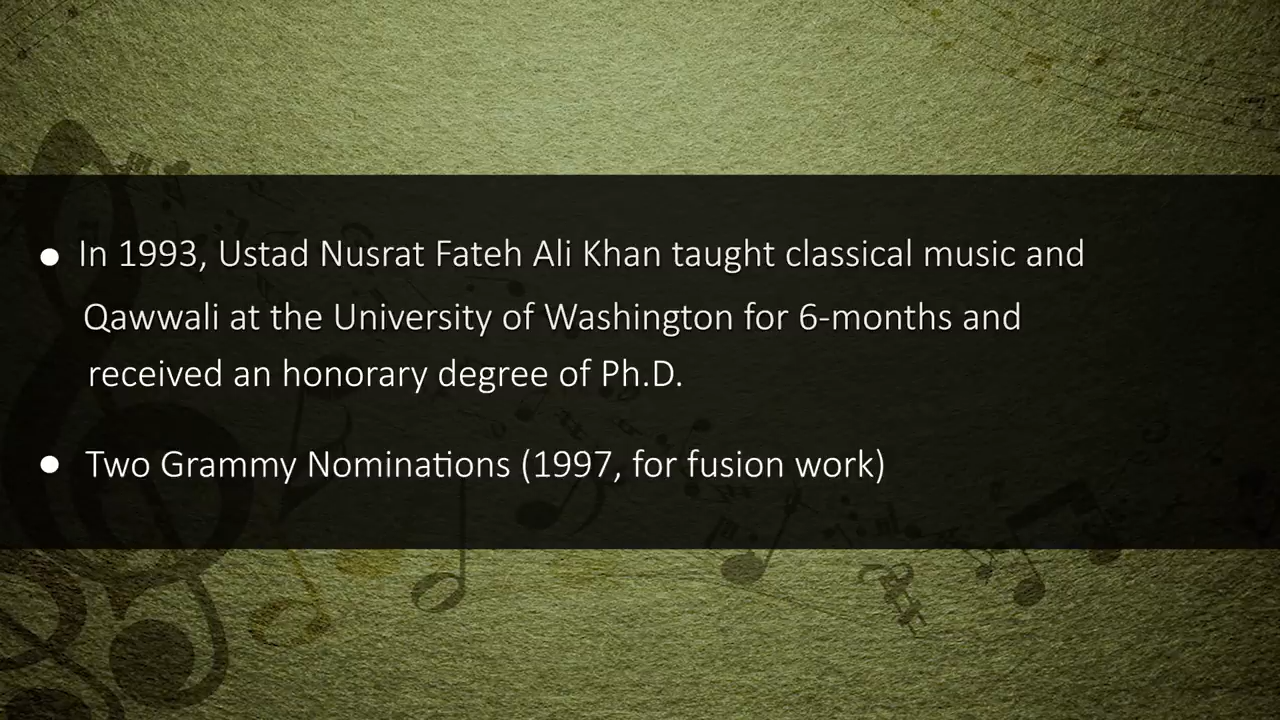 • In 1993, Ustad Nusrat Fateh Ali Khan taught classical music and
Qawwali at the University of Washington for 6-months and
received an honorary degree of Ph.D.
• Two Grammy Nominations (1997, for fusion work)